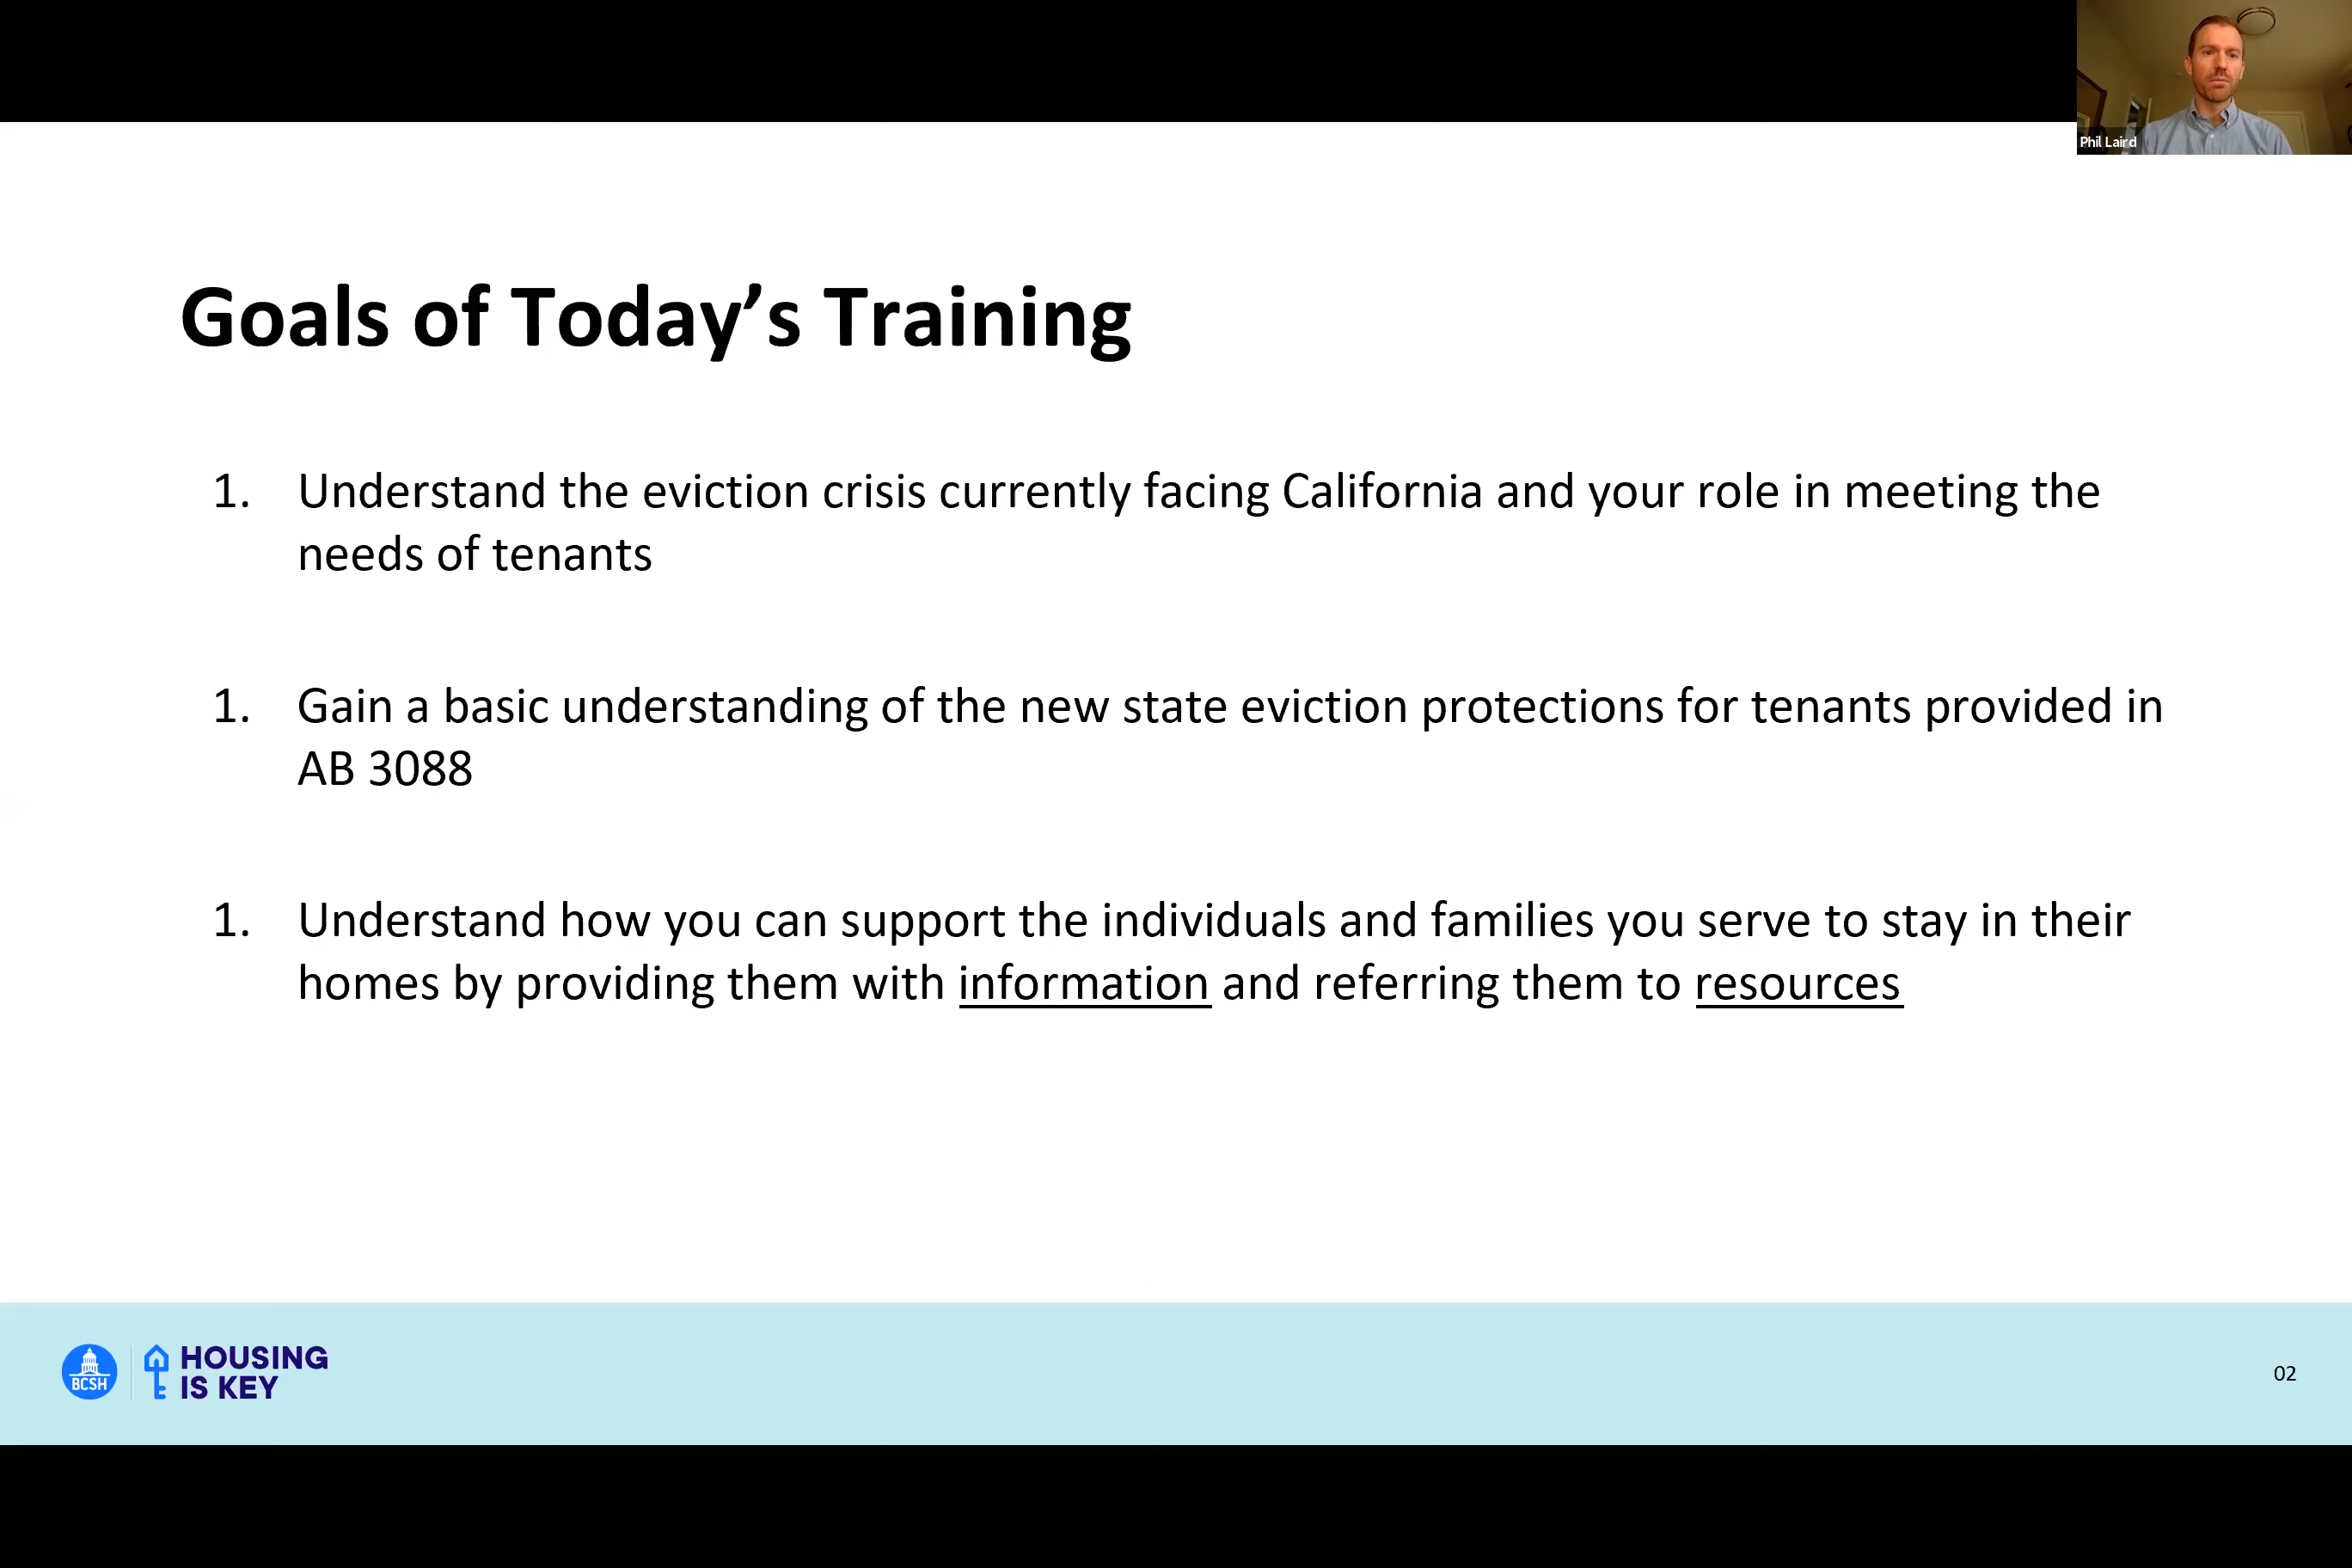 Phil Laird
Goals of Today’s Training
1. Understand the eviction crisis currently facing California and your role in meeting the
needs of tenants
1. Gain a basic understanding of the new state eviction protections for tenants provided in
AB 3088
1. Understand how you can support the individuals and families you serve to stay in their
homes by providing them with information and referring them to resources
BCSH
HOUSING
IS KEY
02